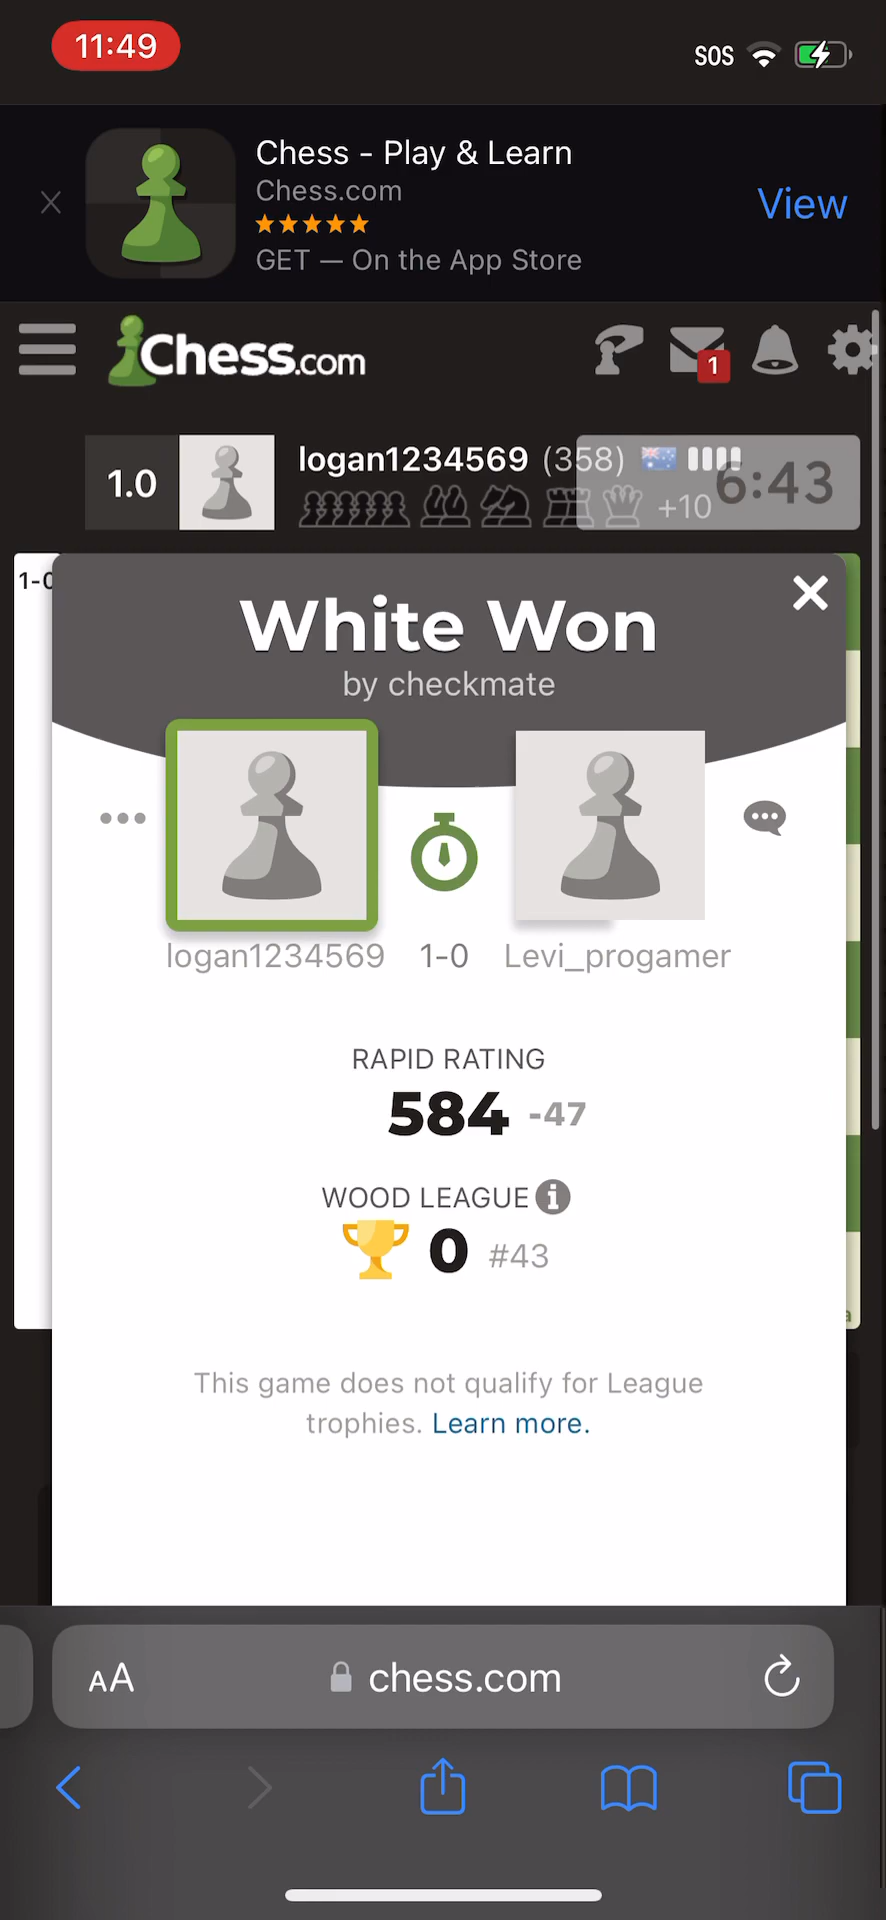 11:49
SOS
Chess - Play & Learn
Chess.com
GET — On the App Store
View
Chess.com
1
1.0
logan1234569 (358)
6:43
+10
1-0
White Won
by checkmate
logan1234569 1-0 Levi_progamer
RAPID RATING
584 -47
WOOD LEAGUE
0 #43
This game does not qualify for League
trophies. Learn more.
a
AA
chess.com